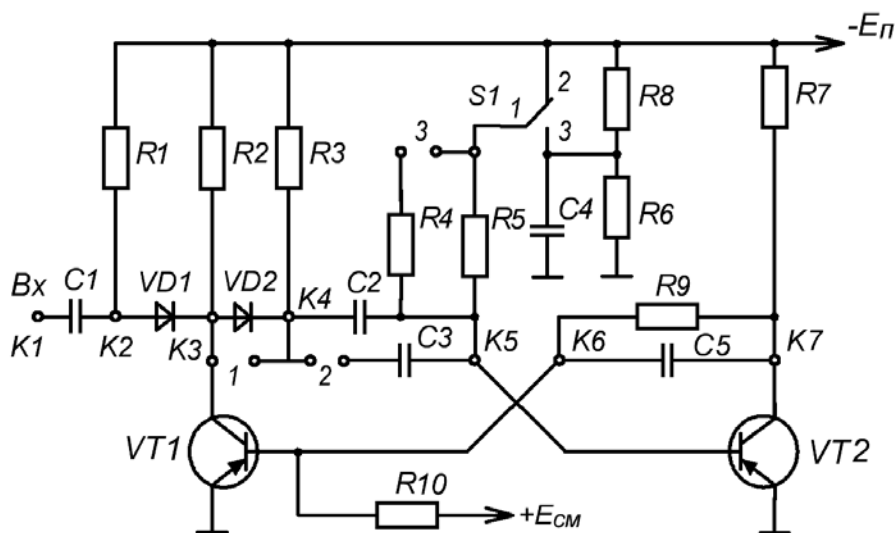 -Eп
S1
1
2
3
R1
R2
R3
R8
R7
3
R4
R5
C4
R6
Вх
C1
VD1
VD2
K4
C2
R9
K1
K2
K3
1
2
C3
K5
K6
C5
K7
VT1
VT2
R10
+Eсм